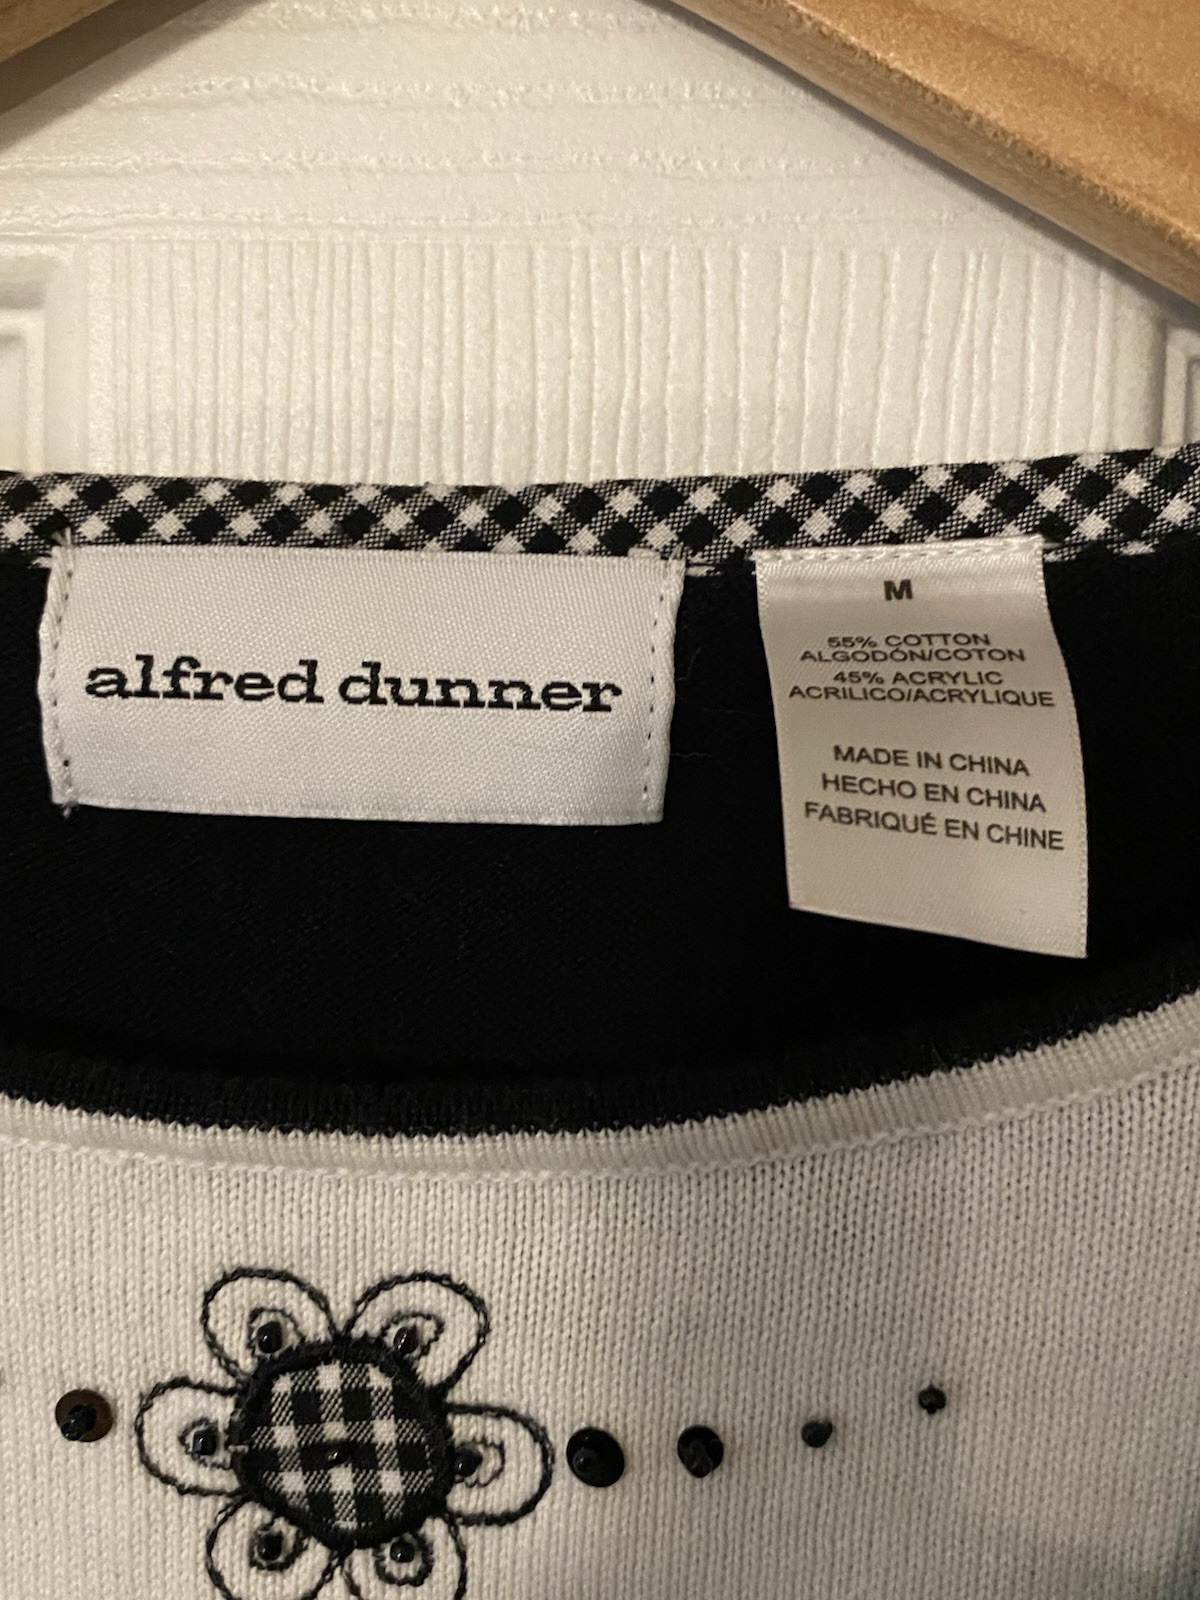 alfred dunner
M
55% COTTON
ALGODÓN/COTON
45% ACRYLIC
ACRILICO/ACRYLIQUE
MADE IN CHINA
HECHO EN CHINA
FABRIQUÉ EN CHINE